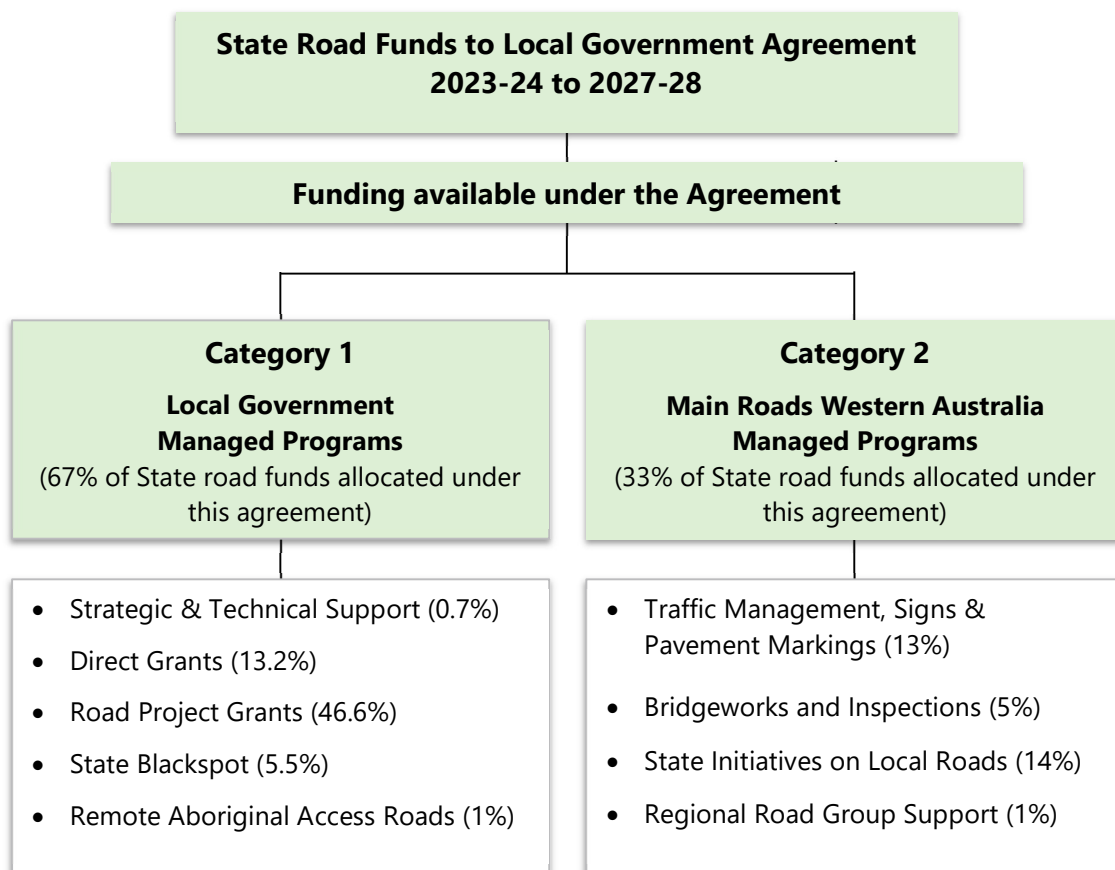 State Road Funds to Local Government Agreement
2023-24 to 2027-28
Funding available under the Agreement
Category 1
Local Government
Managed Programs
(67% of State road funds allocated under
this agreement)
• Strategic & Technical Support (0.7%)
• Direct Grants (13.2%)
• Road Project Grants (46.6%)
• State Blackspot (5.5%)
• Remote Aboriginal Access Roads (1%)
Category 2
Main Roads Western Australia
Managed Programs
(33% of State road funds allocated under
this agreement)
• Traffic Management, Signs &
Pavement Markings (13%)
• Bridgeworks and Inspections (5%)
• State Initiatives on Local Roads (14%)
• Regional Road Group Support (1%)